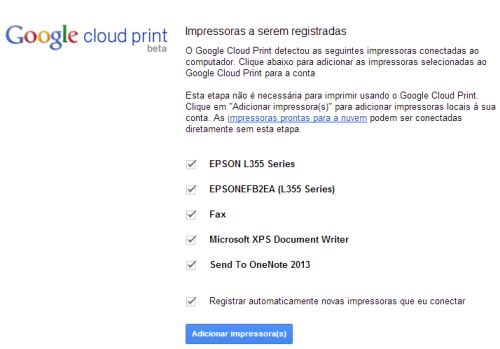 Google cloud print
beta
Impressoras a serem registradas
O Google Cloud Print detectou as seguintes impressoras conectadas ao
computador. Clique abaixo para adicionar as impressoras selecionadas ao
Google Cloud Print para a conta
Esta etapa não é necessária para imprimir usando o Google Cloud Print.
Clique em "Adicionar impressora(s)" para adicionar impressoras locais à sua
conta. As impressoras prontas para a nuvem podem ser conectadas
diretamente sem esta etapa.
EPSON L355 Series
EPSONEFB2EA (L355 Series)
Fax
Microsoft XPS Document Writer
Send To OneNote 2013
Registrar automaticamente novas impressoras que eu conectar
Adicionar impressora(s)